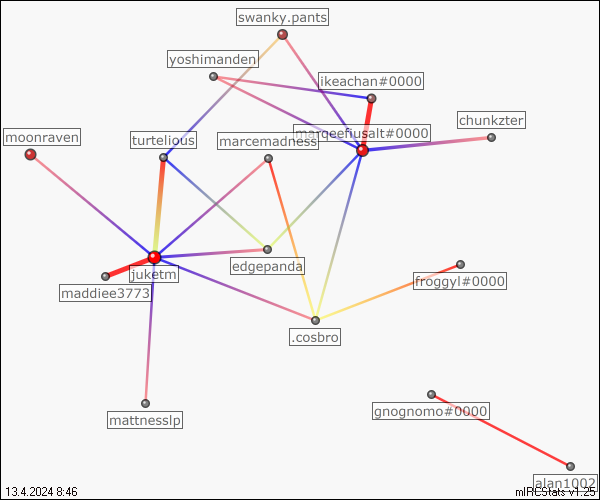 swanky.pants
yoshimanden
ikeachan#0000
chunkzter
moonraven
turtelious
marcemadness
marqeefiusalt#0000
edgepanda
juketm
maddiee3773
froggyl#0000
.cosbro
gnognomo#0000
mattnesslp
alan1002
13.4.2024 8:46
mIRCStats v1.25